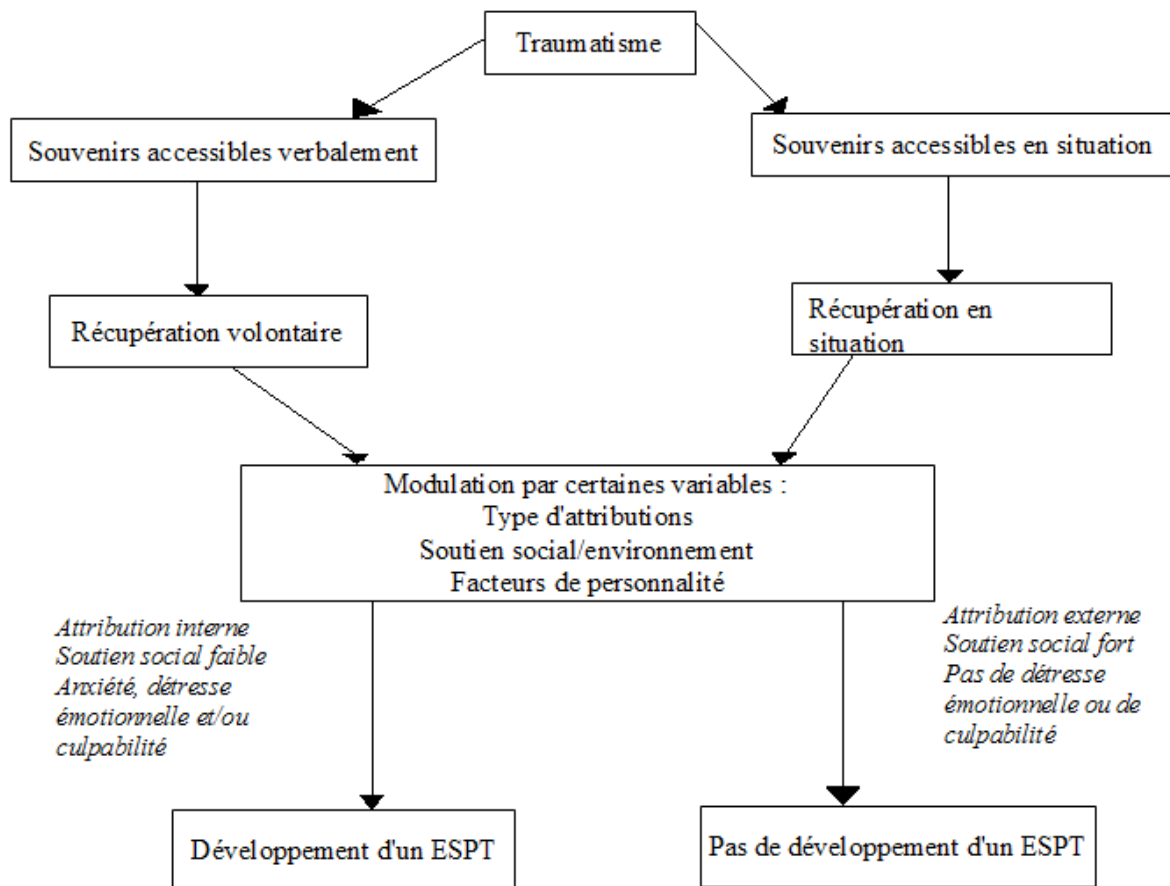 Traumatisme
Souvenirs accessibles verbalement
Souvenirs accessibles en situation
Récupération volontaire
Récupération en
situation
Modulation par certaines variables :
Type d'attributions
Soutien social/environnement
Facteurs de personnalité
Attribution interne
Soutien social faible
Anxiété, détresse
émotionnelle et/ou
culpabilité
Attribution externe
Soutien social fort
Pas de détresse
émotionnelle ou de
culpabilité
Développement d'un ESPT
Pas de développement d'un ESPT